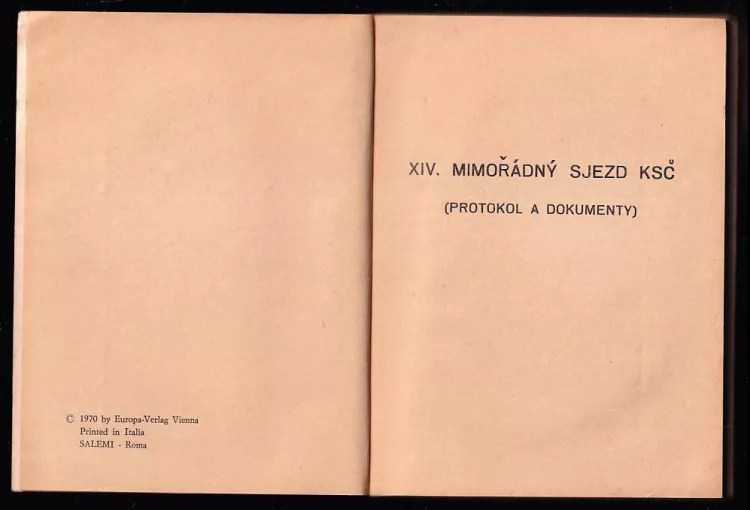 © 1970 by Europa-Verlag Vienna
Printed in Italia
SALEMI - Roma
XIV. MIMOŘÁDNÝ SJEZD KSČ
(PROTOKOL A DOKUMENTY)